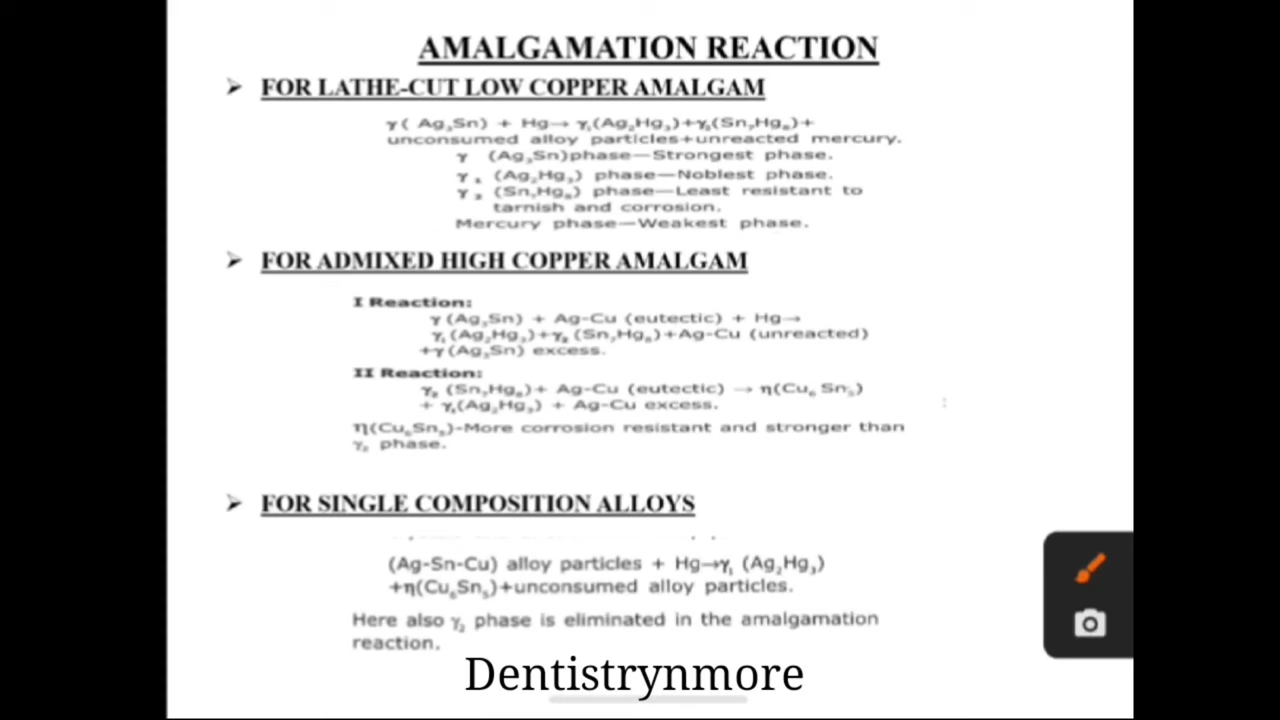 AMALGAMATION REACTION
➢ FOR LATHE-CUT LOW COPPER AMALGAM
γ( Ag₃Sn) + Hg→ γ₁(Ag₂Hg₃)+γ₂(Sn₇Hg₈)+
unconsumed alloy particles+unreacted mercury.
γ (Ag₃Sn)phase—Strongest phase.
γ₁ (Ag₂Hg₃) phase—Noblest phase.
γ₂ (Sn₇Hg₈) phase—Least resistant to
tarnish and corrosion.
Mercury phase—Weakest phase.
➢ FOR ADMIXED HIGH COPPER AMALGAM
I Reaction:
γ(Ag₃Sn) + Ag-Cu (eutectic) + Hg→
γ₁(Ag₂Hg₃)+γ₂(Sn₇Hg₈)+Ag-Cu (unreacted)
+γ(Ag₃Sn) excess.
II Reaction:
γ₂ (Sn₇Hg₈)+ Ag-Cu (eutectic) → η(Cu₆ Sn₅)
+ γ₁(Ag₂Hg₃) + Ag-Cu excess.
η(Cu₆Sn₅)-More corrosion resistant and stronger than
γ₂ phase.
➢ FOR SINGLE COMPOSITION ALLOYS
(Ag-Sn-Cu) alloy particles + Hg→γ₁ (Ag₂Hg₃)
+η(Cu₆Sn₅)+unconsumed alloy particles.
Here also γ₂ phase is eliminated in the amalgamation
reaction.
Dentistrynmore